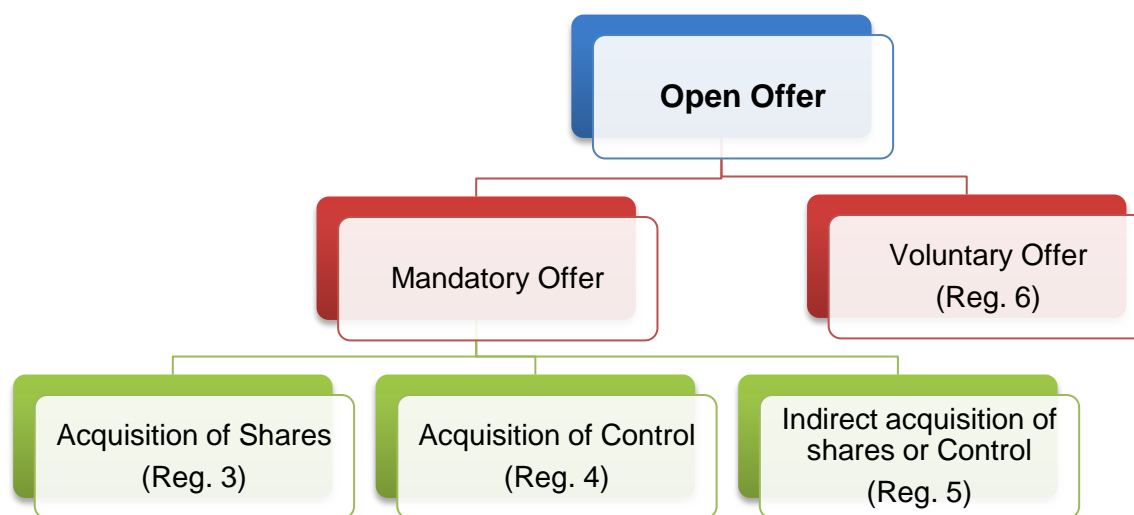 Open Offer
Mandatory Offer
Voluntary Offer
(Reg. 6)
Acquisition of Shares
(Reg. 3)
Acquisition of Control
(Reg. 4)
Indirect acquisition of
shares or Control
(Reg. 5)